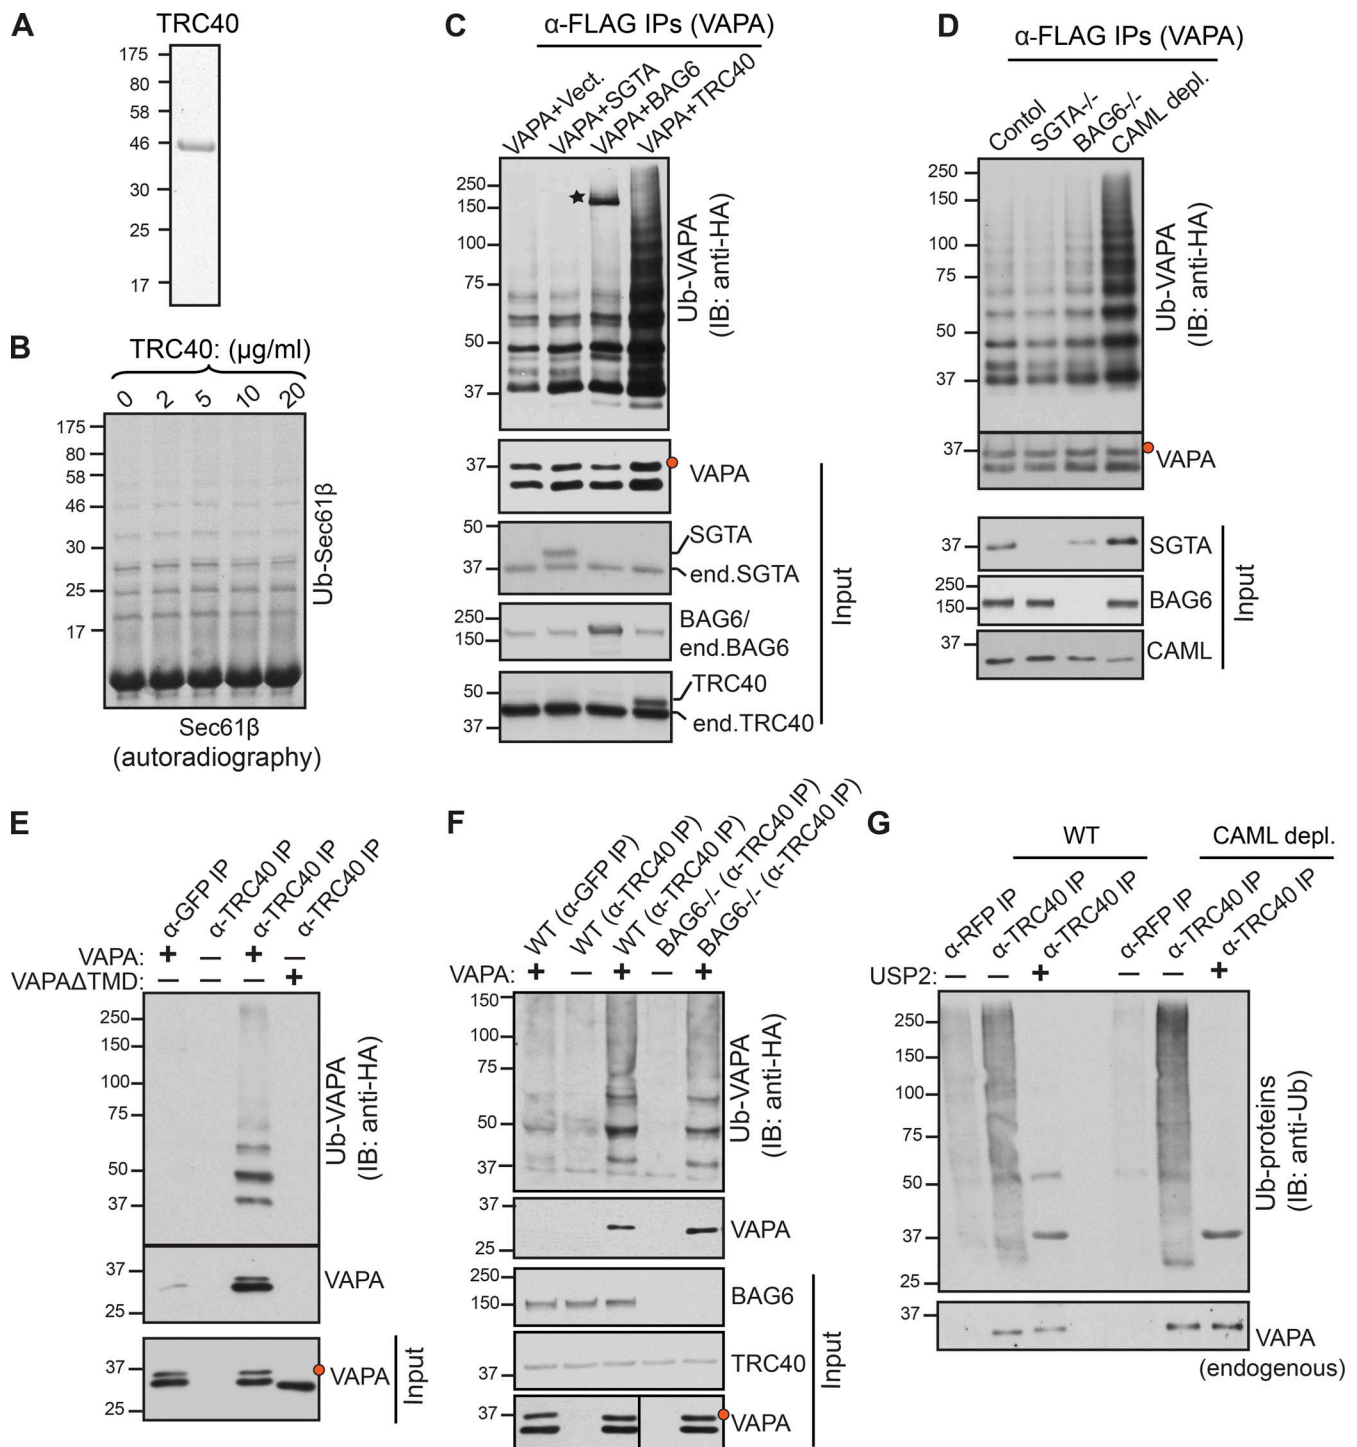 A
TRC40
175
80
58
46
30
25
17
B
TRC40: (μg/ml)
0 2 5 10 20
175
80
58
46
30
25
17
Ub-Sec61β
Sec61β
(autoradiography)
C
α-FLAG IPs (VAPA)
VAPA+Vect.
VAPA+SGTA
VAPA+BAG6
VAPA+TRC40
250
150
100
75
50
37
Ub-VAPA
(IB: anti-HA)
37
VAPA
50
37
SGTA
end.SGTA
250
150
BAG6/
end.BAG6
50
37
TRC40
end.TRC40
Input
D
α-FLAG IPs (VAPA)
Contol
SGTA-/-
BAG6-/-
CAML depl.
250
150
100
75
50
37
Ub-VAPA
(IB: anti-HA)
37
VAPA
37
SGTA
250
150
BAG6
37
CAML
Input
E
α-GFP IP
α-TRC40 IP
α-TRC40 IP
α-TRC40 IP
VAPA: + − + −
VAPAΔTMD: − − − +
250
150
100
75
50
37
Ub-VAPA
(IB: anti-HA)
37
25
VAPA
37
25
VAPA
Input
F
WT (α-GFP IP)
WT (α-TRC40 IP)
WT (α-TRC40 IP)
BAG6-/- (α-TRC40 IP)
BAG6-/- (α-TRC40 IP)
VAPA: + − + − +
150
100
75
50
37
Ub-VAPA
(IB: anti-HA)
37
25
VAPA
250
150
BAG6
37
TRC40
37
VAPA
Input
G
WT
CAML depl.
α-RFP IP
α-TRC40 IP
α-TRC40 IP
α-RFP IP
α-TRC40 IP
α-TRC40 IP
USP2: − − + − − +
250
150
100
75
50
37
25
Ub-proteins
(IB: anti-Ub)
37
VAPA
(endogenous)